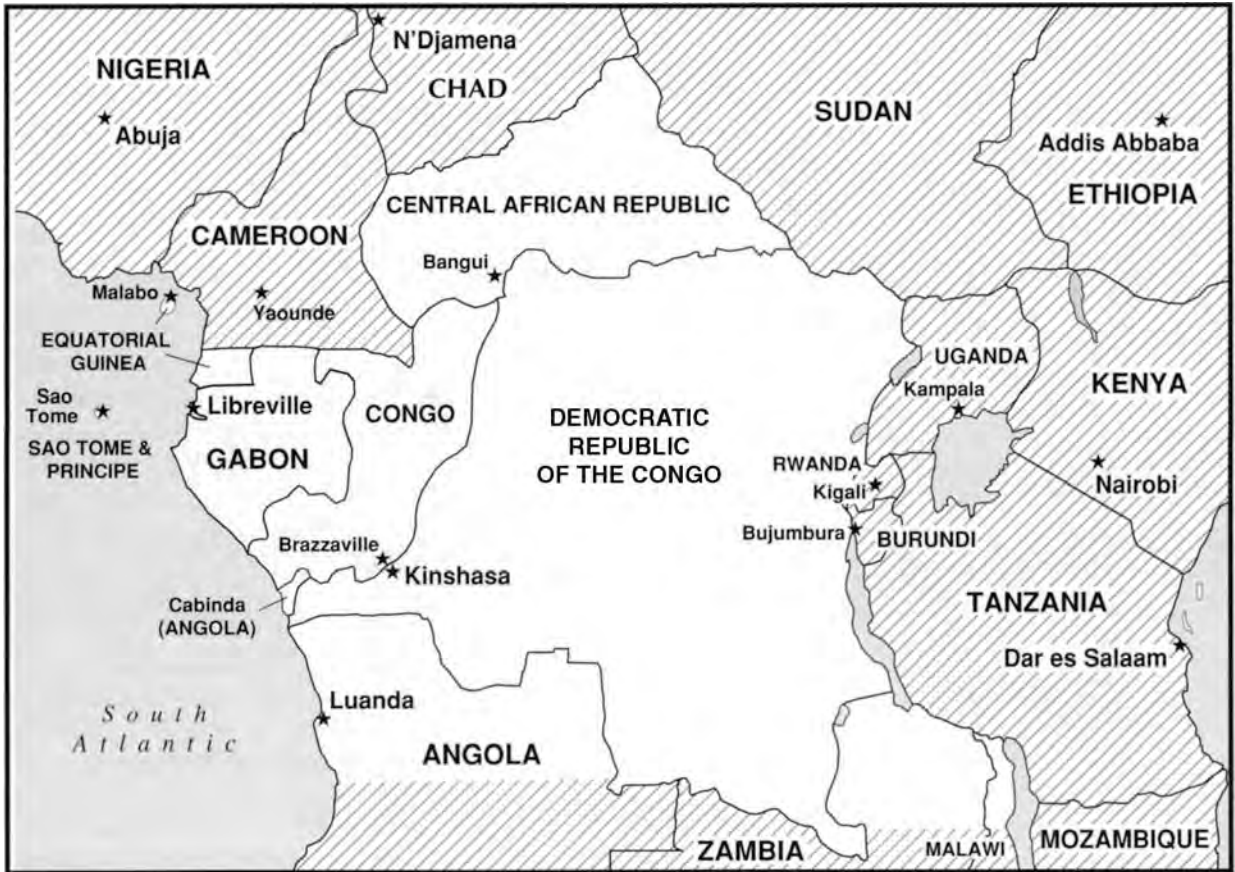 N'Djamena
NIGERIA
CHAD
SUDAN
Abuja
Addis Abbaba
ETHIOPIA
CENTRAL AFRICAN REPUBLIC
CAMEROON
Bangui
Malabo
Yaounde
EQUATORIAL
GUINEA
UGANDA
KENYA
Kampala
Sao
Tome
Libreville
CONGO
DEMOCRATIC
REPUBLIC
OF THE CONGO
SAO TOME &
PRINCIPE
GABON
RWANDA
Kigali
Nairobi
Bujumbura
BURUNDI
Brazzaville
Kinshasa
Cabinda
(ANGOLA)
TANZANIA
Dar es Salaam
Luanda
South
Atlantic
ANGOLA
ZAMBIA
MALAWI
MOZAMBIQUE